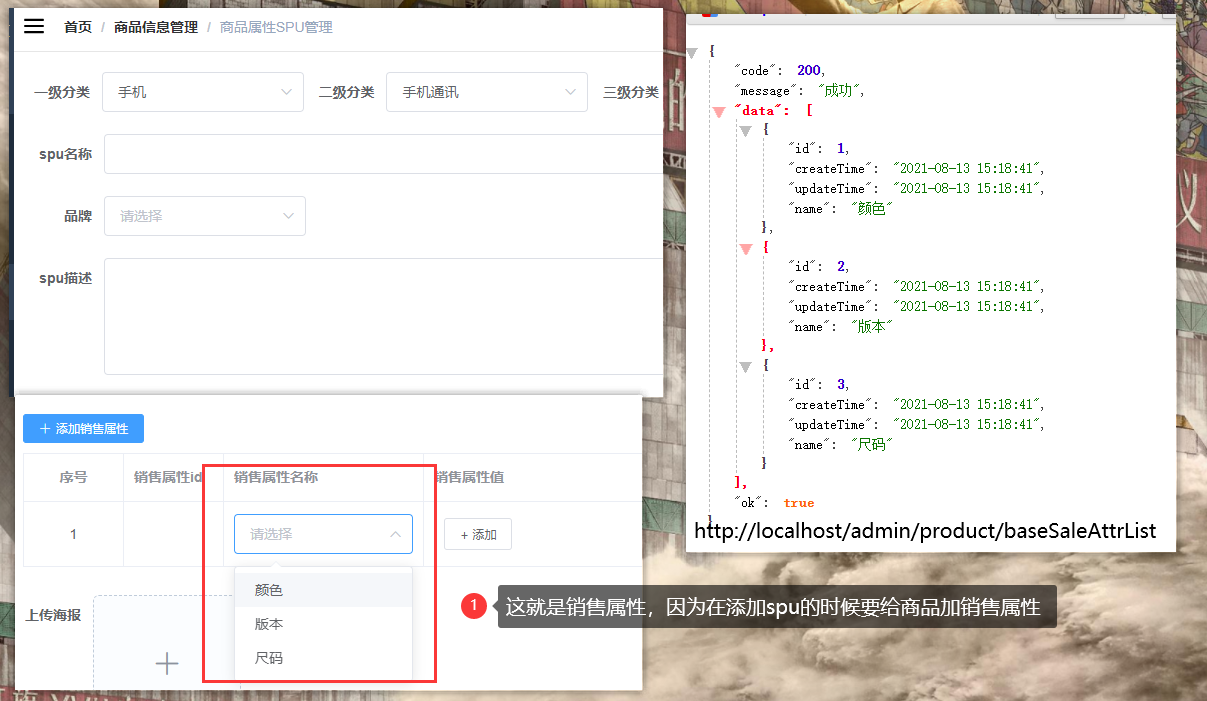 首页 / 商品信息管理 / 商品属性SPU管理
一级分类 手机 二级分类 手机通讯 三级分类
spu名称
品牌 请选择
spu描述
+ 添加销售属性
序号 销售属性id 销售属性名称 销售属性值
1 请选择 + 添加
颜色
版本
尺码
上传海报
{
"code": 200,
"message": "成功",
"data": [
{
"id": 1,
"createTime": "2021-08-13 15:18:41",
"updateTime": "2021-08-13 15:18:41",
"name": "颜色"
},
{
"id": 2,
"createTime": "2021-08-13 15:18:41",
"updateTime": "2021-08-13 15:18:41",
"name": "版本"
},
{
"id": 3,
"createTime": "2021-08-13 15:18:41",
"updateTime": "2021-08-13 15:18:41",
"name": "尺码"
}
],
"ok": true
}
http://localhost/admin/product/baseSaleAttrList
1 这就是销售属性，因为在添加spu的时候要给商品加销售属性